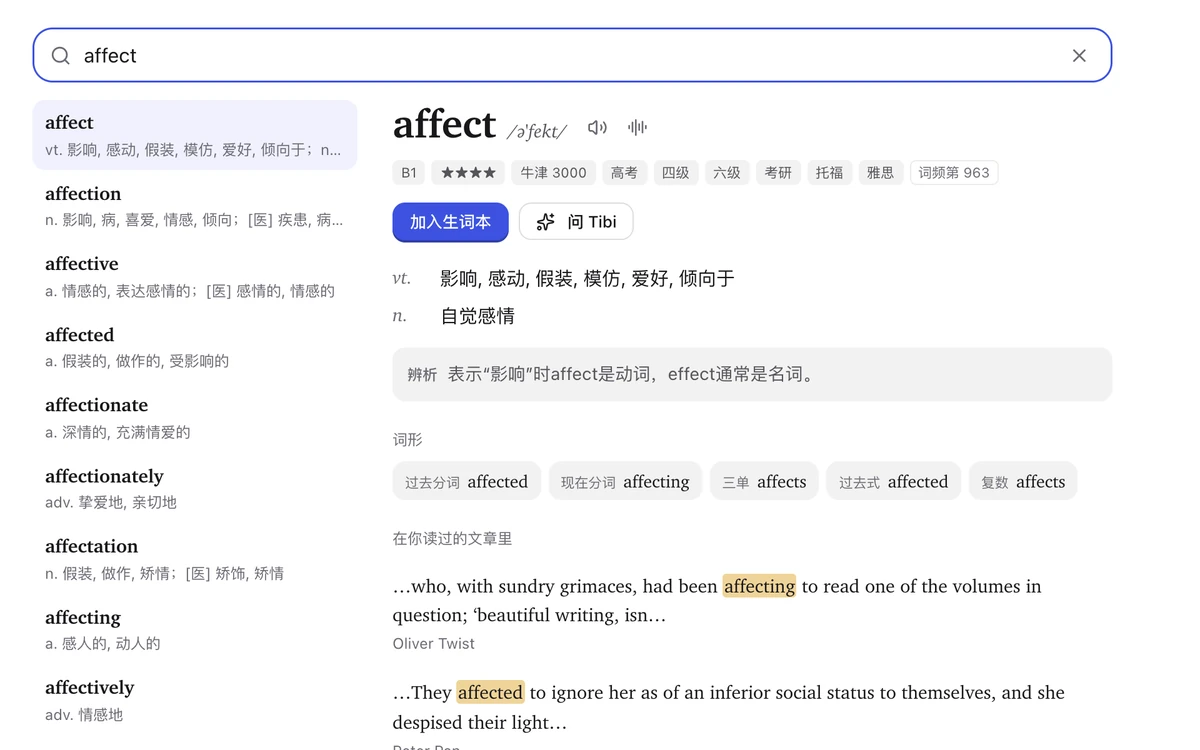 affect
affect
vt. 影响, 感动, 假装, 模仿, 爱好, 倾向于；n...
affection
n. 影响, 病, 喜爱, 情感, 倾向；[医] 疾患, 病...
affective
a. 情感的, 表达感情的；[医] 感情的, 情感的
affected
a. 假装的, 做作的, 受影响的
affectionate
a. 深情的, 充满情爱的
affectionately
adv. 挚爱地, 亲切地
affectation
n. 假装, 做作, 矫情；[医] 矫饰, 矫情
affecting
a. 感人的, 动人的
affectively
adv. 情感地
affect /ə'fekt/
B1 ★★★★ 牛津 3000 高考 四级 六级 考研 托福 雅思 词频第 963
加入生词本 问 Tibi
vt. 影响, 感动, 假装, 模仿, 爱好, 倾向于
n. 自觉感情
辨析 表示“影响”时affect是动词，effect通常是名词。
词形
过去分词 affected 现在分词 affecting 三单 affects 过去式 affected 复数 affects
在你读过的文章里
…who, with sundry grimaces, had been affecting to read one of the volumes in
question; ‘beautiful writing, isn…
Oliver Twist
…They affected to ignore her as of an inferior social status to themselves, and she
despised their light…
Peter Pan